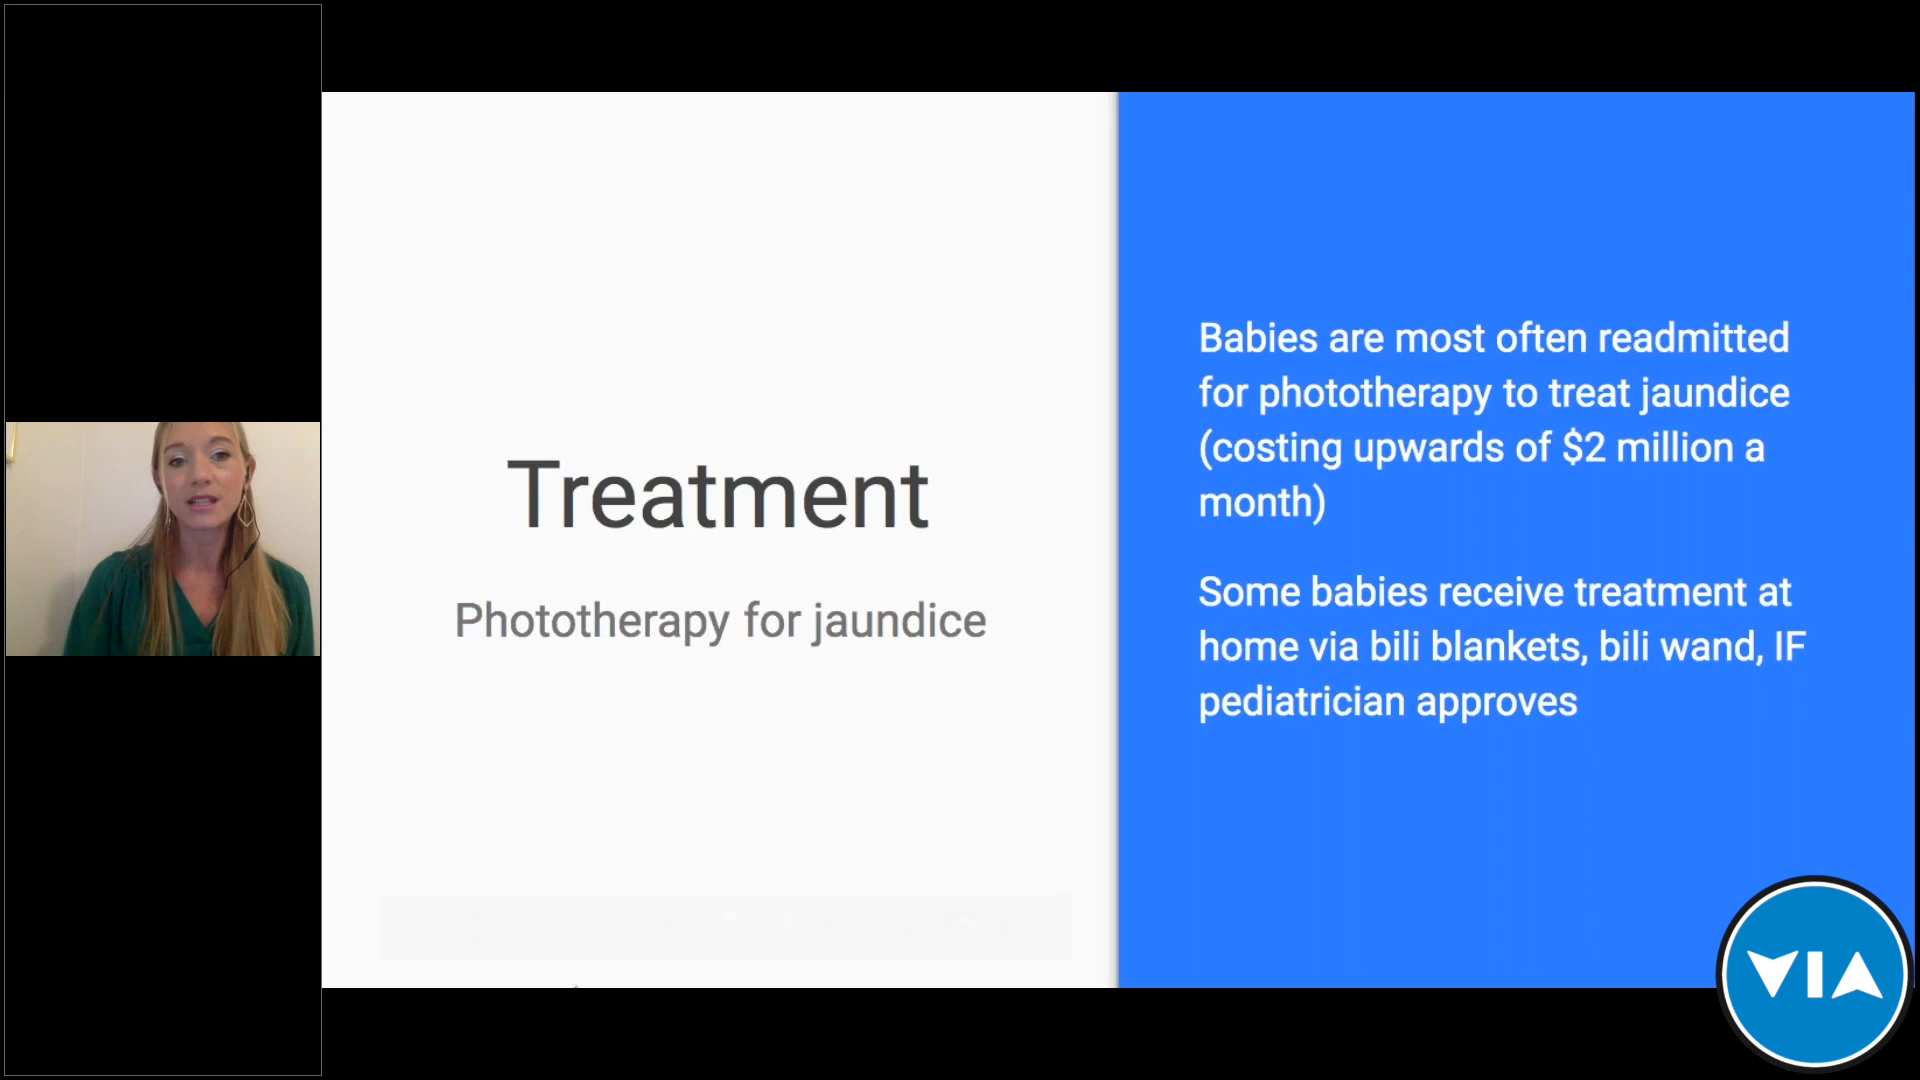 Treatment
Phototherapy for jaundice
Babies are most often readmitted
for phototherapy to treat jaundice
(costing upwards of $2 million a
month)
Some babies receive treatment at
home via bili blankets, bili wand, IF
pediatrician approves
VIA